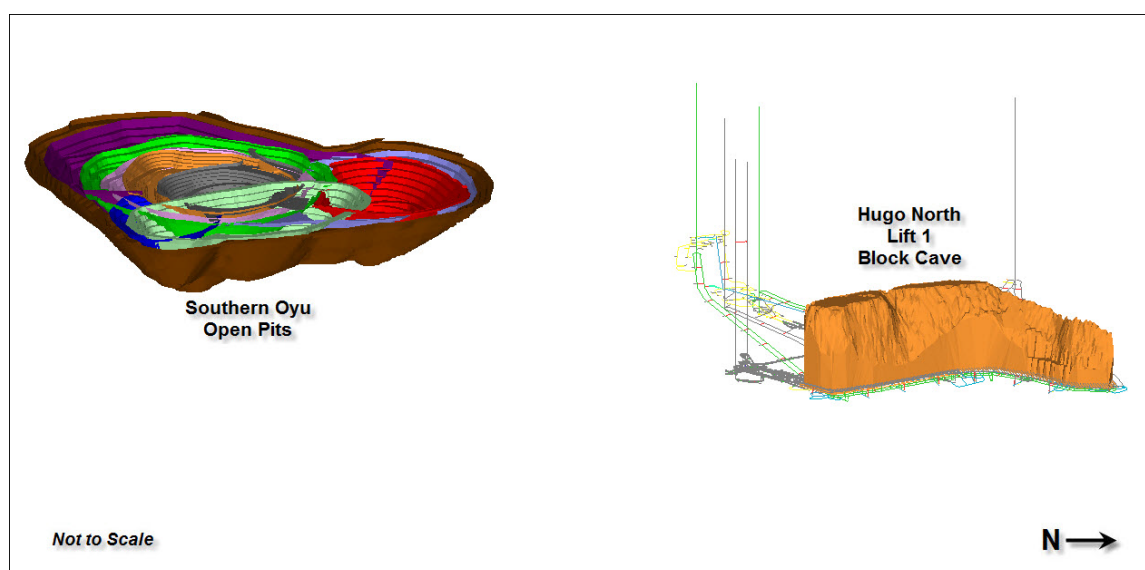 Southern Oyu
Open Pits
Hugo North
Lift 1
Block Cave
Not to Scale
N